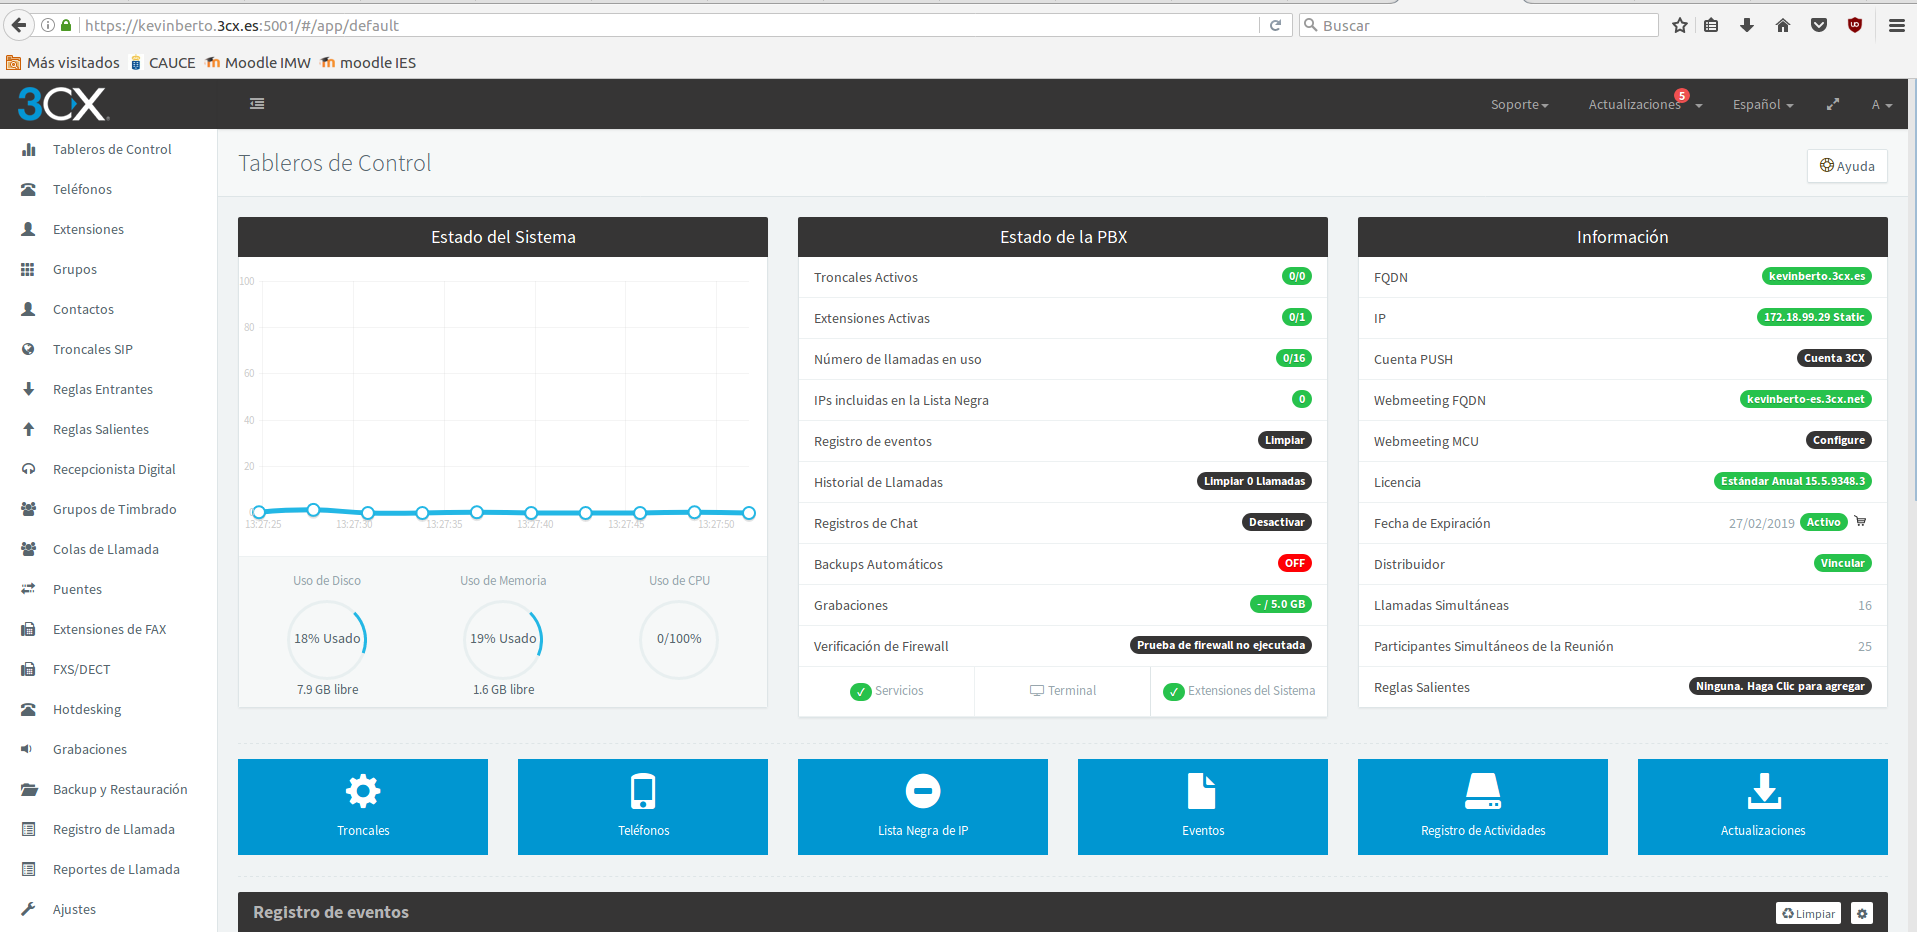 https://kevinberto.3cx.es:5001/#/app/default
Buscar
Más visitados CAUCE Moodle IMW moodle IES
3CX
Soporte Actualizaciones 5 Español A
Tableros de Control
Teléfonos
Extensiones
Grupos
Contactos
Troncales SIP
Reglas Entrantes
Reglas Salientes
Recepcionista Digital
Grupos de Timbrado
Colas de Llamada
Puentes
Extensiones de FAX
FXS/DECT
Hotdesking
Grabaciones
Backup y Restauración
Registro de Llamada
Reportes de Llamada
Ajustes
Tableros de Control
Ayuda
Estado del Sistema
100
80
60
40
20
0
13:27:25 13:27:30 13:27:35 13:27:40 13:27:45 13:27:50
Uso de Disco Uso de Memoria Uso de CPU
18% Usado 19% Usado 0/100%
7.9 GB libre 1.6 GB libre
Estado de la PBX
Troncales Activos 0/0
Extensiones Activas 0/1
Número de llamadas en uso 0/16
IPs incluidas en la Lista Negra 0
Registro de eventos Limpiar
Historial de Llamadas Limpiar 0 Llamadas
Registros de Chat Desactivar
Backups Automáticos OFF
Grabaciones - / 5.0 GB
Verificación de Firewall Prueba de firewall no ejecutada
Servicios Terminal Extensiones del Sistema
Información
FQDN kevinberto.3cx.es
IP 172.18.99.29 Static
Cuenta PUSH Cuenta 3CX
Webmeeting FQDN kevinberto-es.3cx.net
Webmeeting MCU Configure
Licencia Estándar Anual 15.5.9348.3
Fecha de Expiración 27/02/2019 Activo
Distribuidor Vincular
Llamadas Simultáneas 16
Participantes Simultáneos de la Reunión 25
Reglas Salientes Ninguna. Haga Clic para agregar
Troncales Teléfonos Lista Negra de IP Eventos Registro de Actividades Actualizaciones
Registro de eventos Limpiar